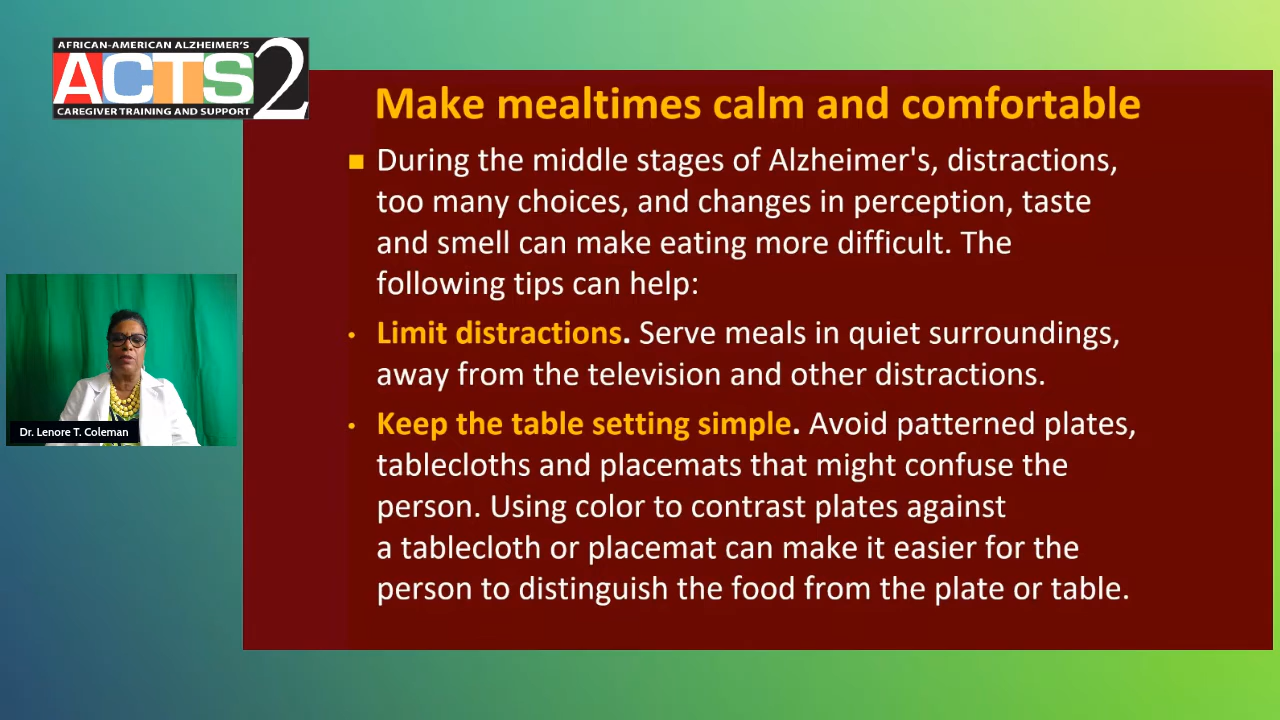 AFRICAN-AMERICAN ALZHEIMER'S
ACTS2
CAREGIVER TRAINING AND SUPPORT
Make mealtimes calm and comfortable
During the middle stages of Alzheimer's, distractions,
too many choices, and changes in perception, taste
and smell can make eating more difficult. The
following tips can help:
Limit distractions. Serve meals in quiet surroundings,
away from the television and other distractions.
Keep the table setting simple. Avoid patterned plates,
tablecloths and placemats that might confuse the
person. Using color to contrast plates against
a tablecloth or placemat can make it easier for the
person to distinguish the food from the plate or table.
Dr. Lenore T. Coleman